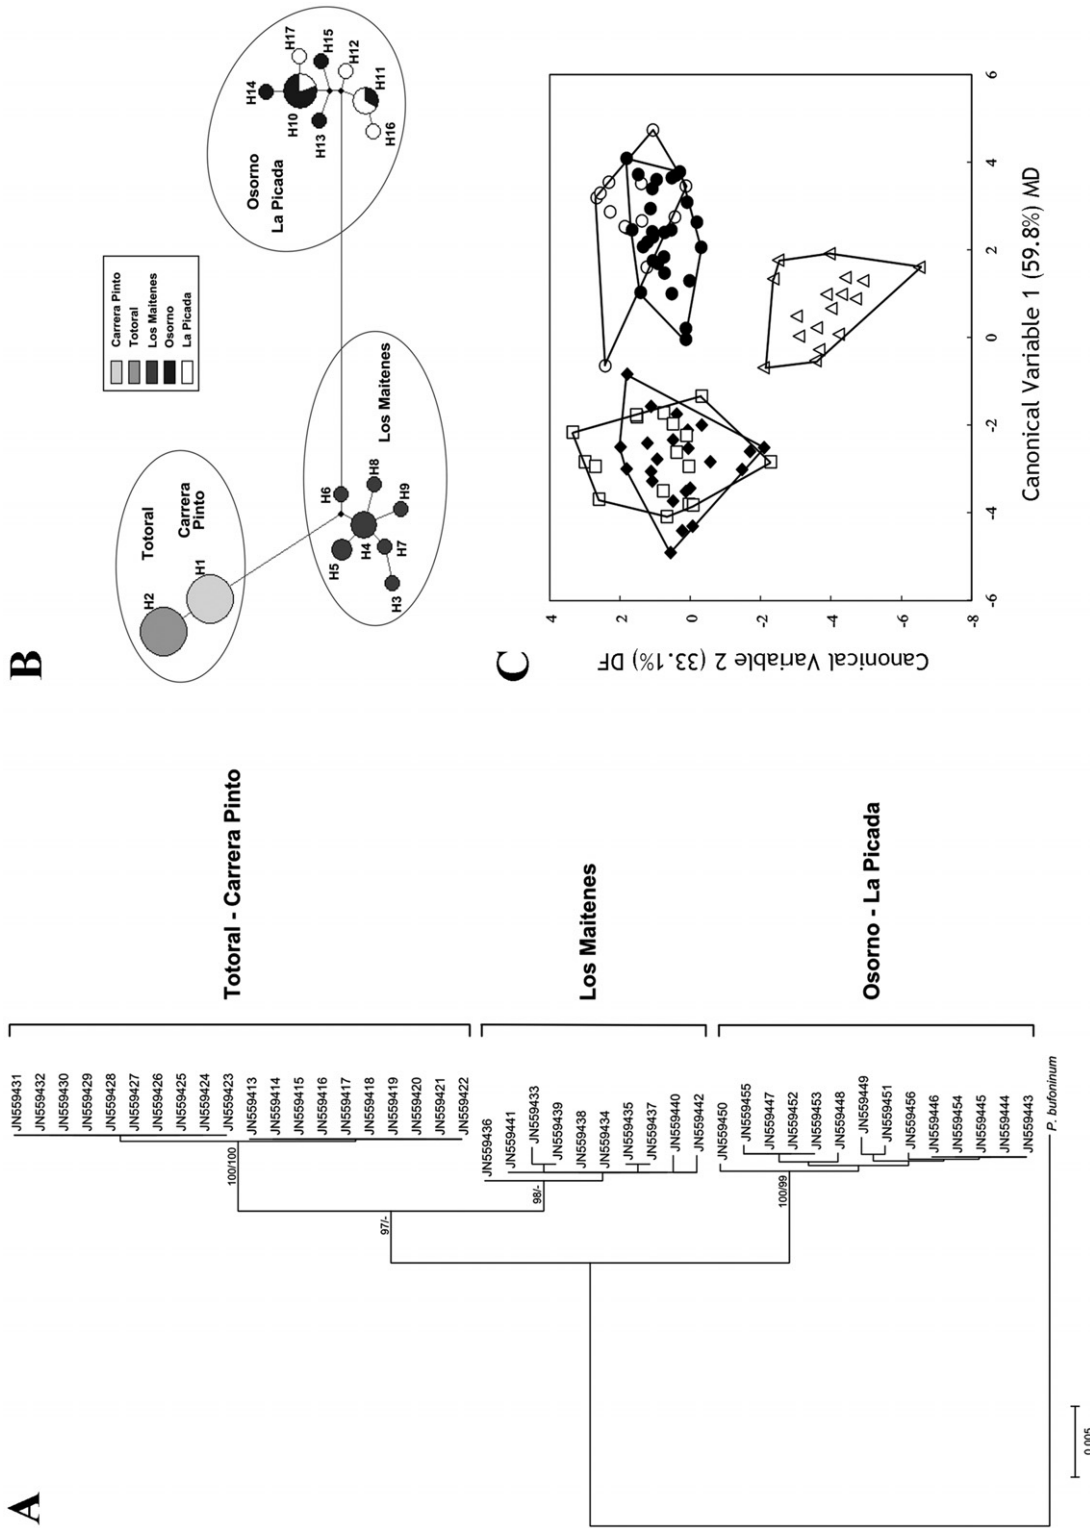 A
JN559431
JN559432
JN559430
JN559429
JN559428
JN559427
JN559426
JN559425
JN559424
JN559423
JN559413
JN559414
JN559415
JN559416
JN559417
JN559418
JN559419
JN559420
JN559421
JN559422
JN559436
JN559441
JN559433
JN559439
JN559438
JN559434
JN559435
JN559437
JN559440
JN559442
JN559450
JN559455
JN559447
JN559452
JN559453
JN559448
JN559449
JN559451
JN559456
JN559446
JN559454
JN559445
JN559444
JN559443
P. bufoninum
100/100
97/-
98/-
100/99
0.005
Totoral - Carrera Pinto
Los Maitenes
Osorno - La Picada
B
Totoral
Carrera
Pinto
H2
H1
Carrera Pinto
Totoral
Los Maitenes
Osorno
La Picada
Los Maitenes
H6
H8
H5
H4
H9
H7
H3
Osorno
La Picada
H14
H17
H15
H10
H12
H13
H11
H16
C
Canonical Variable 2 (33.1%) DF
4
2
0
-2
-4
-6
-8
-6
-4
-2
0
2
4
6
Canonical Variable 1 (59.8%) MD